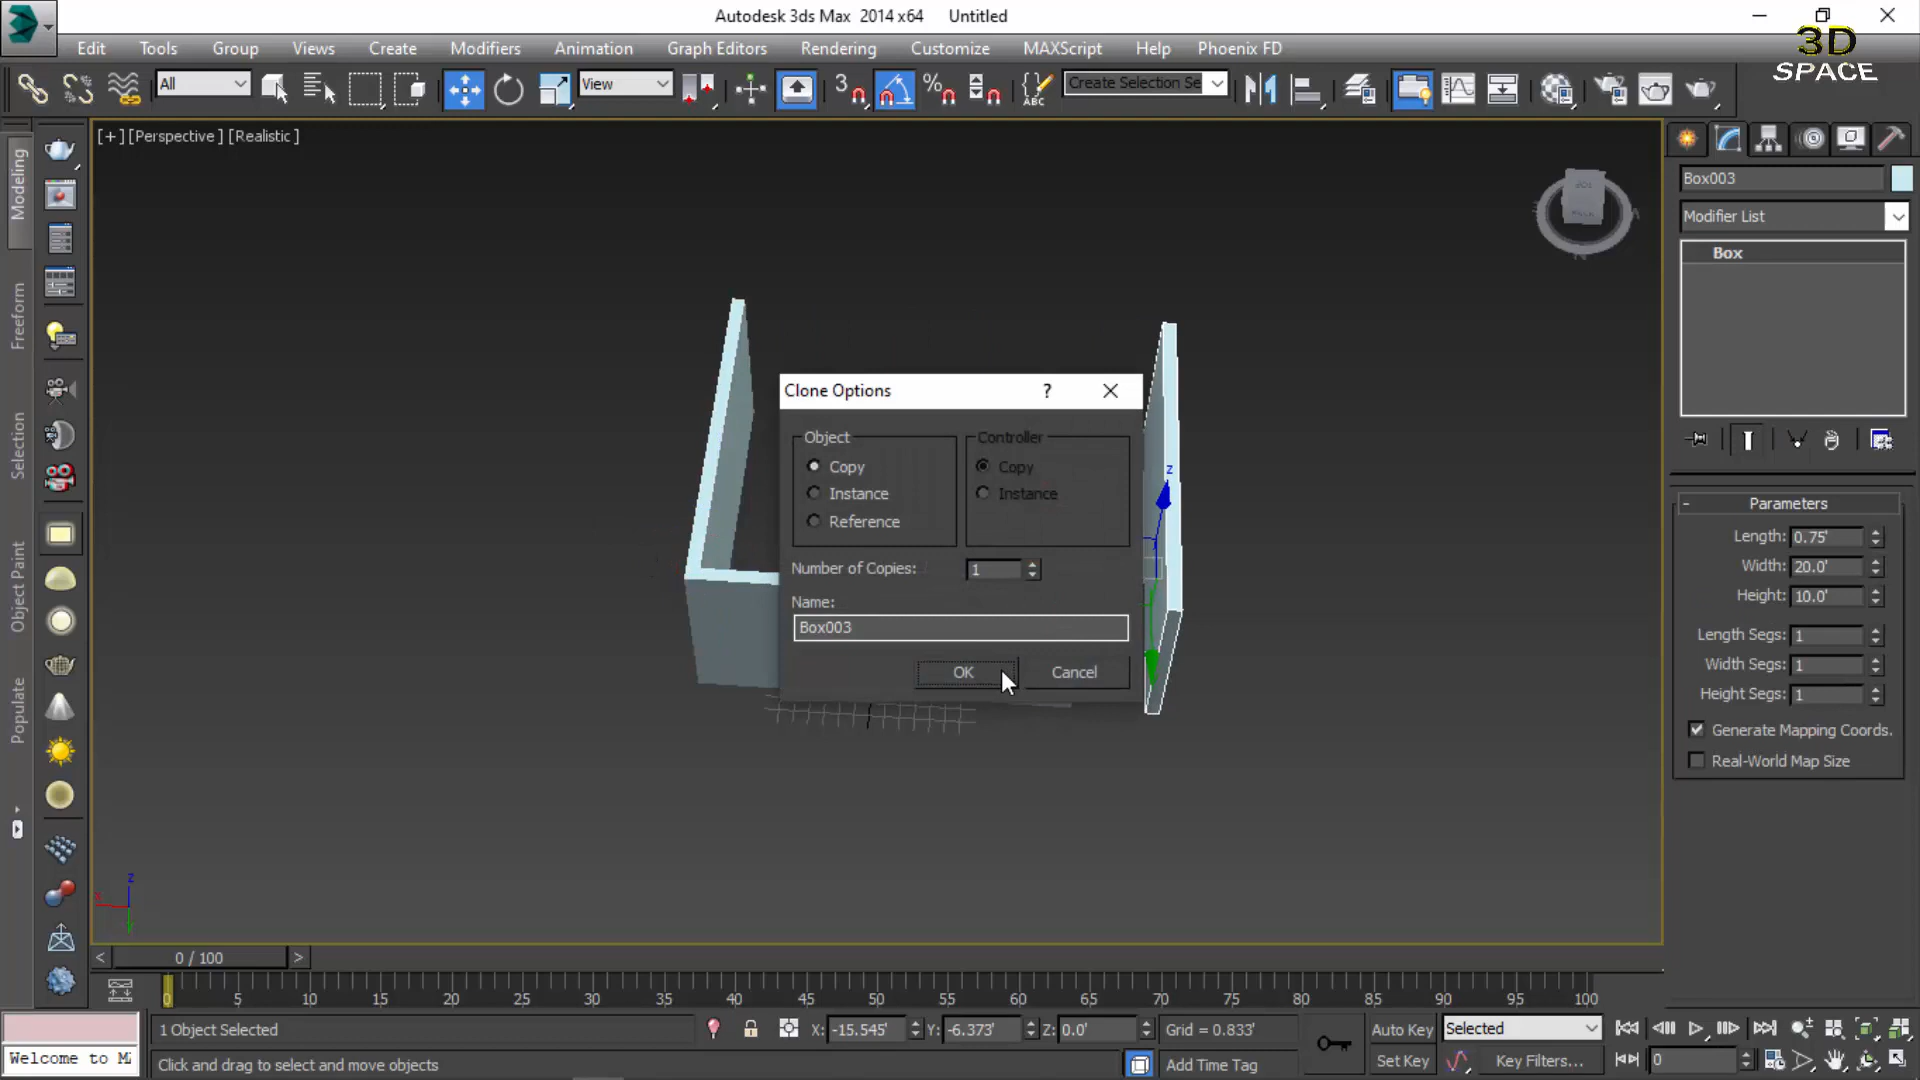 Autodesk 3ds Max 2014 x64 Untitled
Edit Tools Group Views Create Modifiers Animation Graph Editors Rendering Customize MAXScript Help Phoenix FD
3D SPACE
All
View
3
%
ABC
Create Selection Se
[+] [Perspective ] [Realistic ]
Modeling
Freeform
Selection
Object Paint
Populate
Box003
Modifier List
Box
Clone Options
?
Object
Copy
Instance
Reference
Controller
Copy
Instance
Number of Copies: 1
Name:
Box003
OK
Cancel
z
Parameters
Length: 0.75'
Width: 20.0'
Height: 10.0'
Length Segs: 1
Width Segs: 1
Height Segs: 1
Generate Mapping Coords.
Real-World Map Size
z
< 0 / 100 >
0 5 10 15 20 25 30 35 40 45 50 55 60 65 70 75 80 85 90 95 100
1 Object Selected
X: -15.545' Y: -6.373' Z: 0.0' Grid = 0.833'
Auto Key Selected
Welcome to M
Click and drag to select and move objects
Add Time Tag
Set Key Key Filters... 0